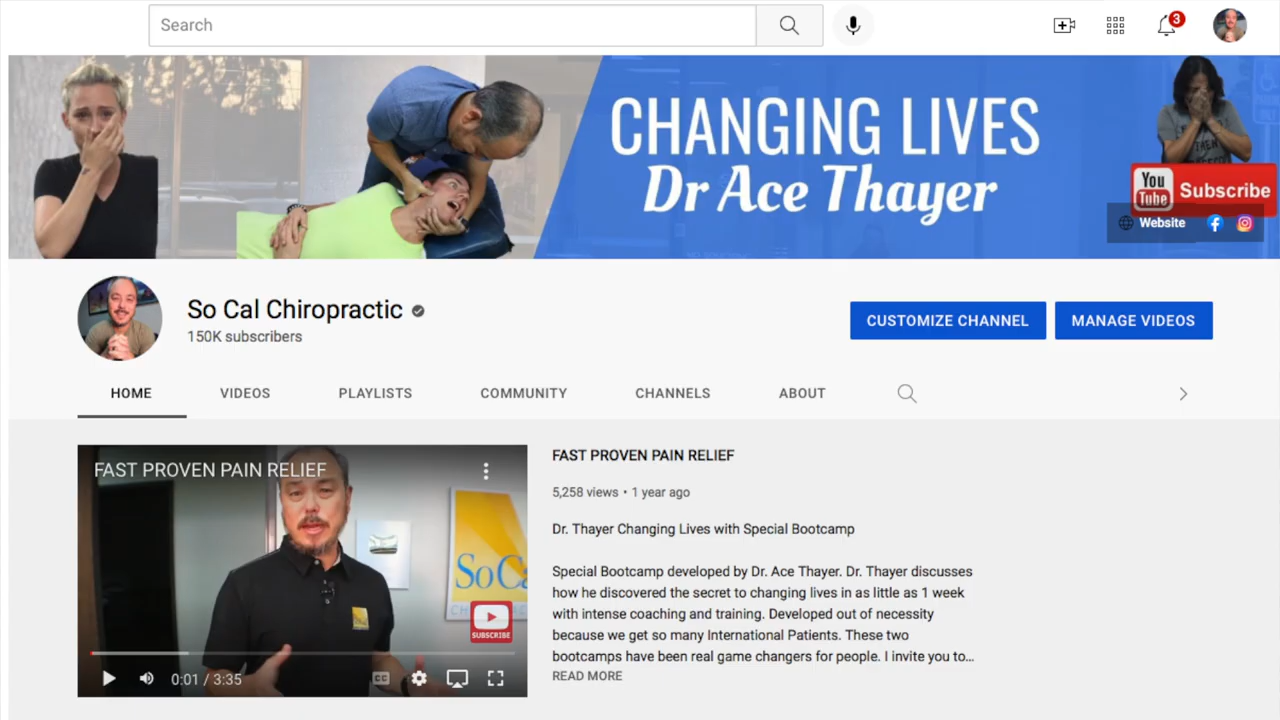 Search
3
CHANGING LIVES
Dr Ace Thayer
You
Tube
Subscribe
Website
So Cal Chiropractic
150K subscribers
CUSTOMIZE CHANNEL
MANAGE VIDEOS
HOME
VIDEOS
PLAYLISTS
COMMUNITY
CHANNELS
ABOUT
FAST PROVEN PAIN RELIEF
So C
SUBSCRIBE
0:01 / 3:35
CC
FAST PROVEN PAIN RELIEF
5,258 views • 1 year ago
Dr. Thayer Changing Lives with Special Bootcamp
Special Bootcamp developed by Dr. Ace Thayer. Dr. Thayer discusses
how he discovered the secret to changing lives in as little as 1 week
with intense coaching and training. Developed out of necessity
because we get so many International Patients. These two
bootcamps have been real game changers for people. I invite you to...
READ MORE